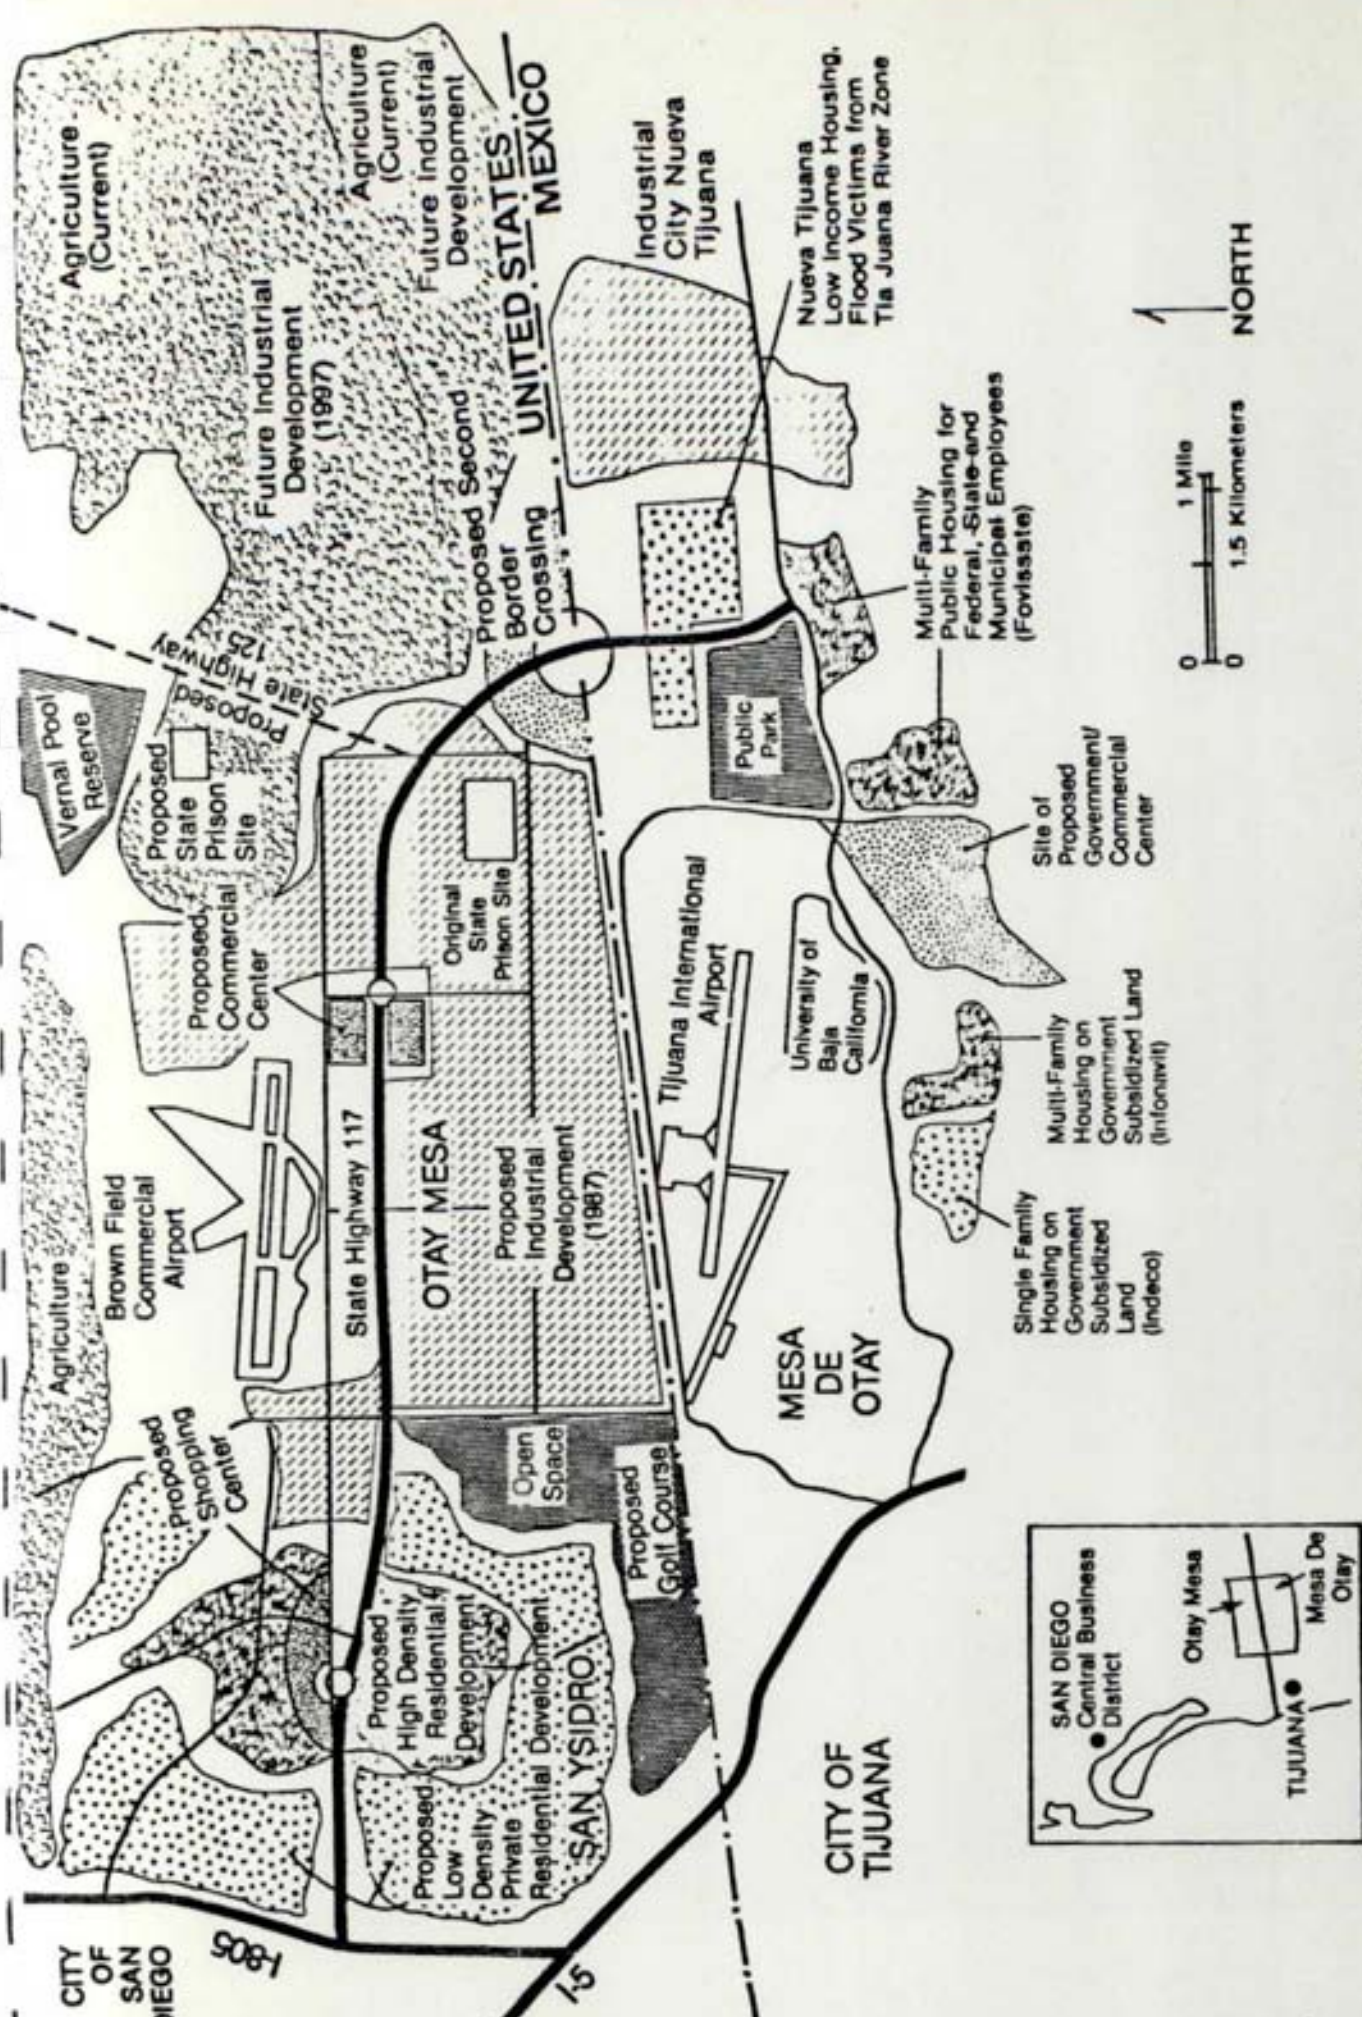 CITY
OF
SAN
DIEGO
I-805
I-5
Agriculture
Proposed
Shopping
Center
Brown Field
Commercial
Airport
Proposed
Commercial
Center
Vernal Pool
Reserve
Proposed
State
Prison
Site
Proposed
State Highway
125
Agriculture
(Current)
Future Industrial
Development
(1997)
Agriculture
(Current)
Future Industrial
Development
State Highway 117
OTAY MESA
Proposed
Industrial
Development
(1987)
Original
State
Prison Site
Proposed Second
Border
Crossing
UNITED STATES
MEXICO
Proposed
High Density
Residential
Development
Proposed
Low
Density
Private
Residential Development
SAN YSIDRO
Open
Space
Proposed
Golf Course
Tijuana International
Airport
University of
Baja
California
Public
Park
Industrial
City Nueva
Tijuana
Nueva Tijuana
Low Income Housing,
Flood Victims from
Tia Juana River Zone
MESA
DE
OTAY
CITY OF
TIJUANA
Single Family
Housing on
Government
Subsidized
Land
(Indeco)
Multi-Family
Housing on
Government
Subsidized Land
(Infonavit)
Site of
Proposed
Government/
Commercial
Center
Multi-Family
Public Housing for
Federal, State and
Municipal Employees
(Fovissste)
SAN DIEGO
Central Business
District
Otay Mesa
TIJUANA
Mesa De
Otay
0 1 Mile
0 1.5 Kilometers
NORTH